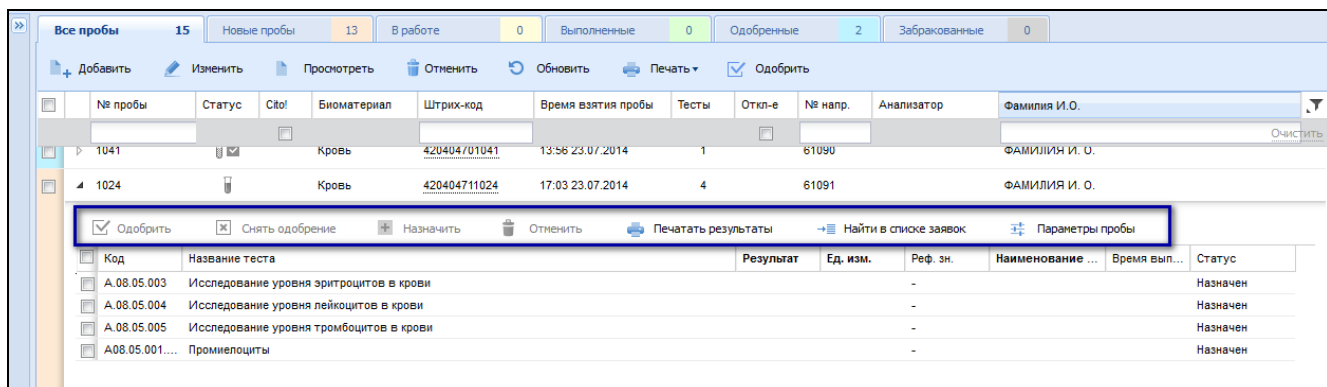 Все пробы 15 Новые пробы 13 В работе 0 Выполненные 0 Одобренные 2 Забракованные 0
Добавить Изменить Просмотреть Отменить Обновить Печать Одобрить
№ пробы Статус Cito! Биоматериал Штрих-код Время взятия пробы Тесты Откл-е № напр. Анализатор Фамилия И.О.
Очистить
1041 Кровь 420404701041 13:56 23.07.2014 1 61090 ФАМИЛИЯ И. О.
1024 Кровь 420404711024 17:03 23.07.2014 4 61091 ФАМИЛИЯ И. О.
Одобрить Снять одобрение Назначить Отменить Печатать результаты Найти в списке заявок Параметры пробы
Код Название теста Результат Ед. изм. Реф. зн. Наименование ... Время вып... Статус
A.08.05.003 Исследование уровня эритроцитов в крови - Назначен
A.08.05.004 Исследование уровня лейкоцитов в крови - Назначен
A.08.05.005 Исследование уровня тромбоцитов в крови - Назначен
A08.05.001.... Промиелоциты - Назначен